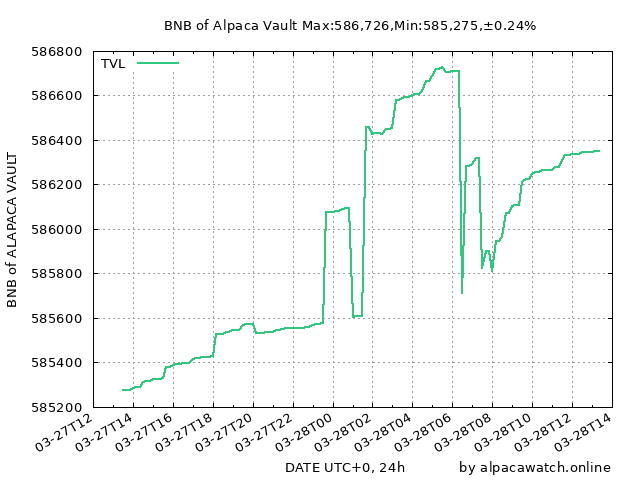 BNB of Alpaca Vault Max:586,726,Min:585,275,±0.24%
BNB of ALAPACA VAULT
586800
586600
586400
586200
586000
585800
585600
585400
585200
TVL
03-27T12
03-27T14
03-27T16
03-27T18
03-27T20
03-27T22
03-28T00
03-28T02
03-28T04
03-28T06
03-28T08
03-28T10
03-28T12
03-28T14
DATE UTC+0, 24h
by alpacawatch.online